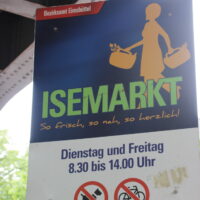 Bezirksamt Eimsbüttel
ISEMARKT
So frisch, so nah, so herzlich!
Dienstag und Freitag
8.30 bis 14.00 Uhr